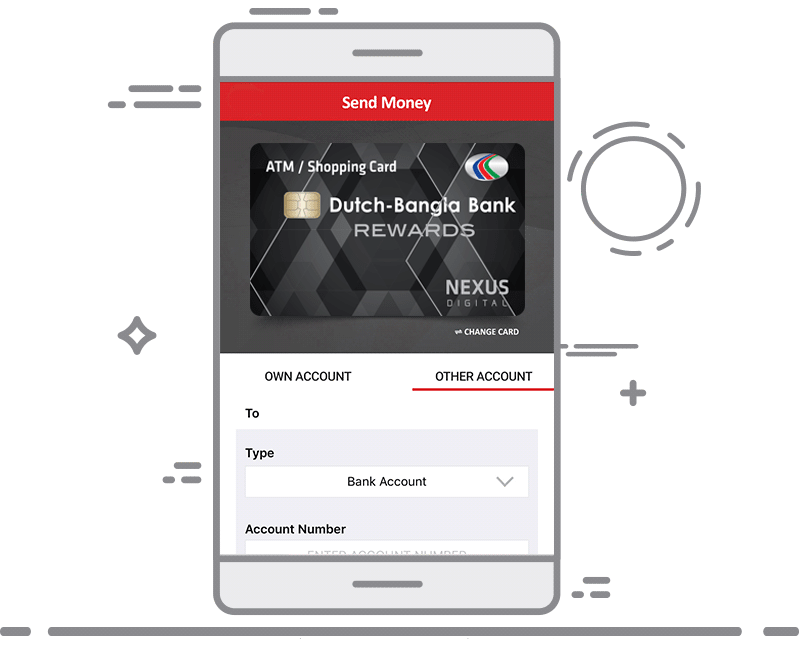 Send Money
ATM / Shopping Card
Dutch-Bangla Bank
REWARDS
NEXUS
DIGITAL
⇌ CHANGE CARD
OWN ACCOUNT
OTHER ACCOUNT
To
Type
Bank Account
Account Number
ENTER ACCOUNT NUMBER